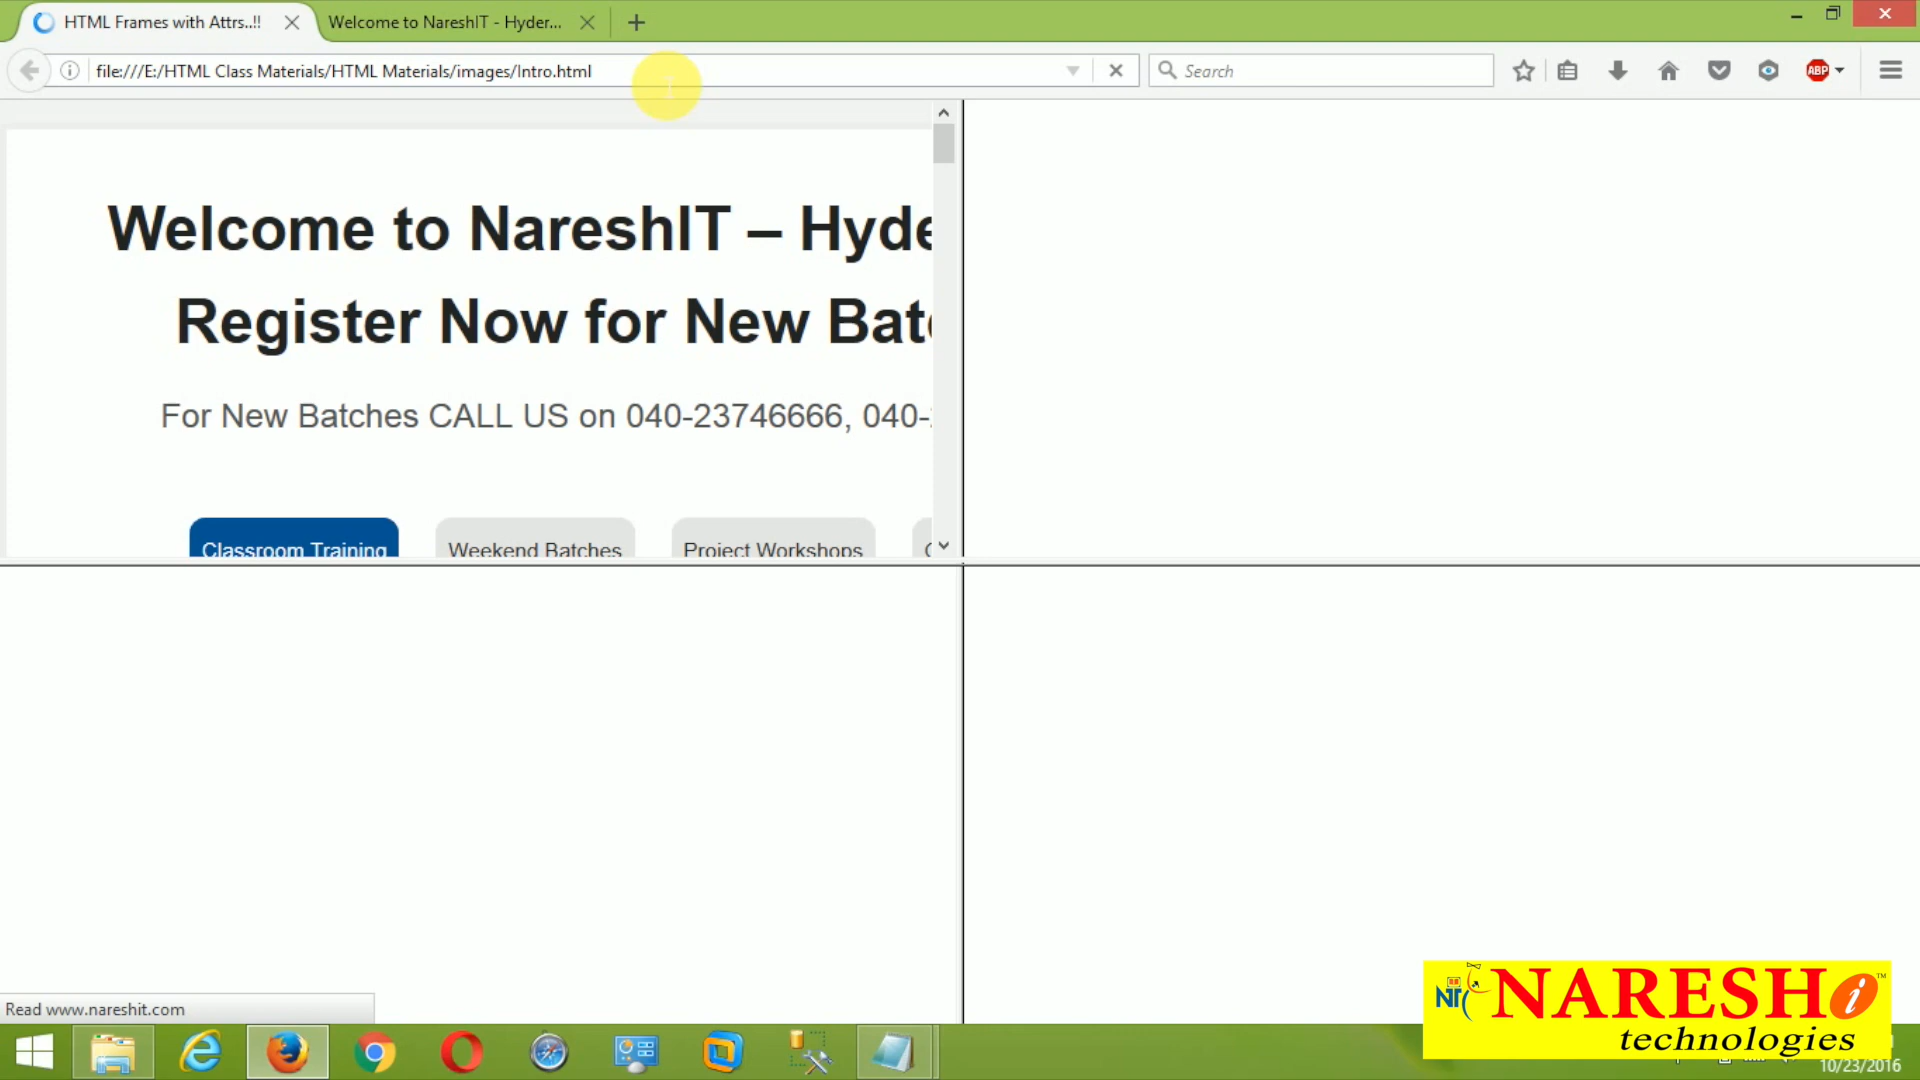 HTML Frames with Attrs..!!
Welcome to NareshIT - Hyder...
file:///E:/HTML Class Materials/HTML Materials/images/Intro.html
Search
ABP
Welcome to NareshIT – Hyde
Register Now for New Bat
For New Batches CALL US on 040-23746666, 040-
Classroom Training
Weekend Batches
Project Workshops
Read www.nareshit.com
NARESH i ™
technologies
10/23/2016